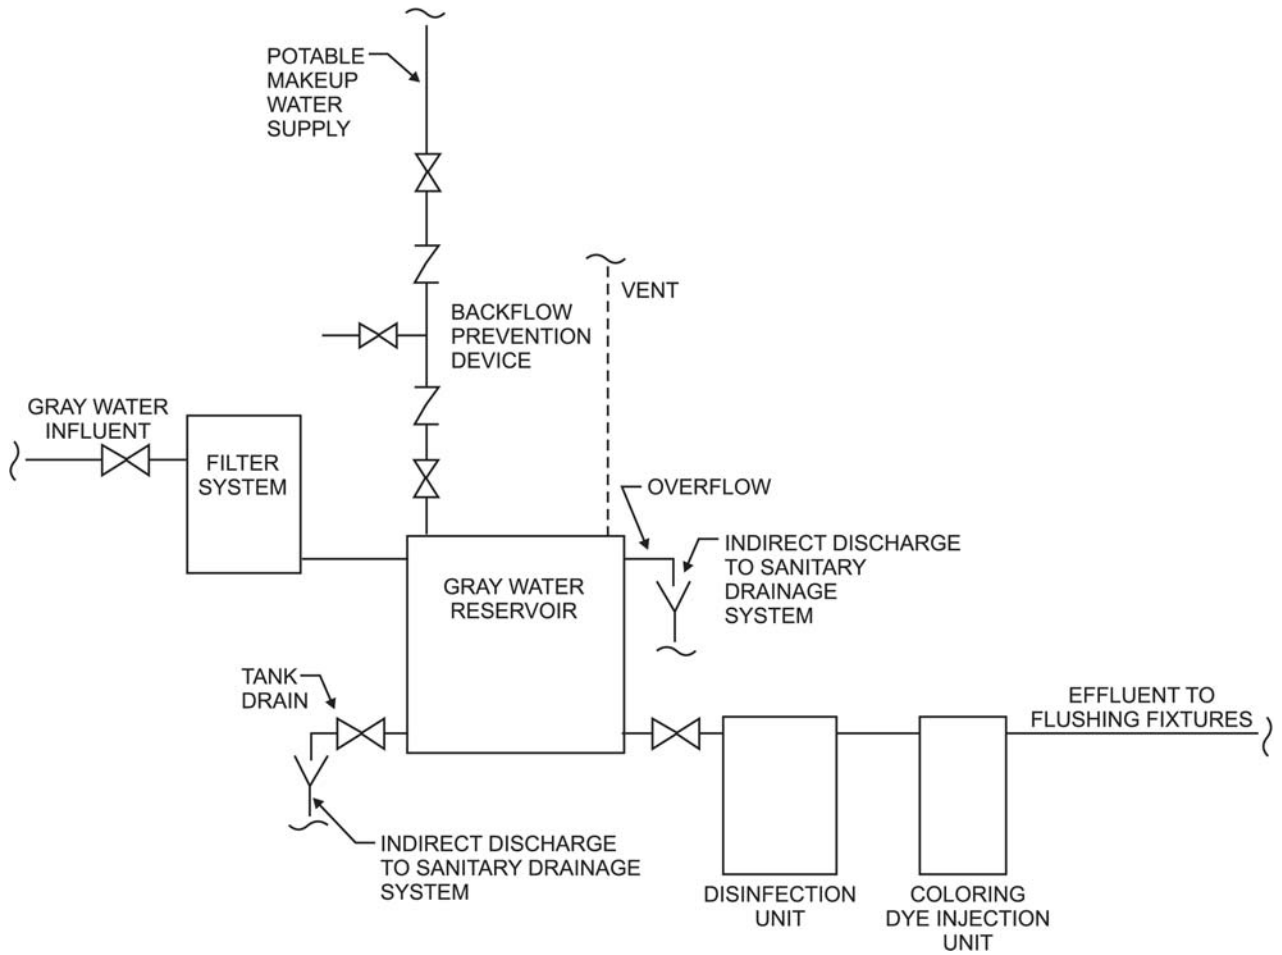 POTABLE
MAKEUP
WATER
SUPPLY
VENT
BACKFLOW
PREVENTION
DEVICE
GRAY WATER
INFLUENT
FILTER
SYSTEM
OVERFLOW
INDIRECT DISCHARGE
TO SANITARY
DRAINAGE
SYSTEM
GRAY WATER
RESERVOIR
TANK
DRAIN
EFFLUENT TO
FLUSHING FIXTURES
INDIRECT DISCHARGE
TO SANITARY DRAINAGE
SYSTEM
DISINFECTION
UNIT
COLORING
DYE INJECTION
UNIT